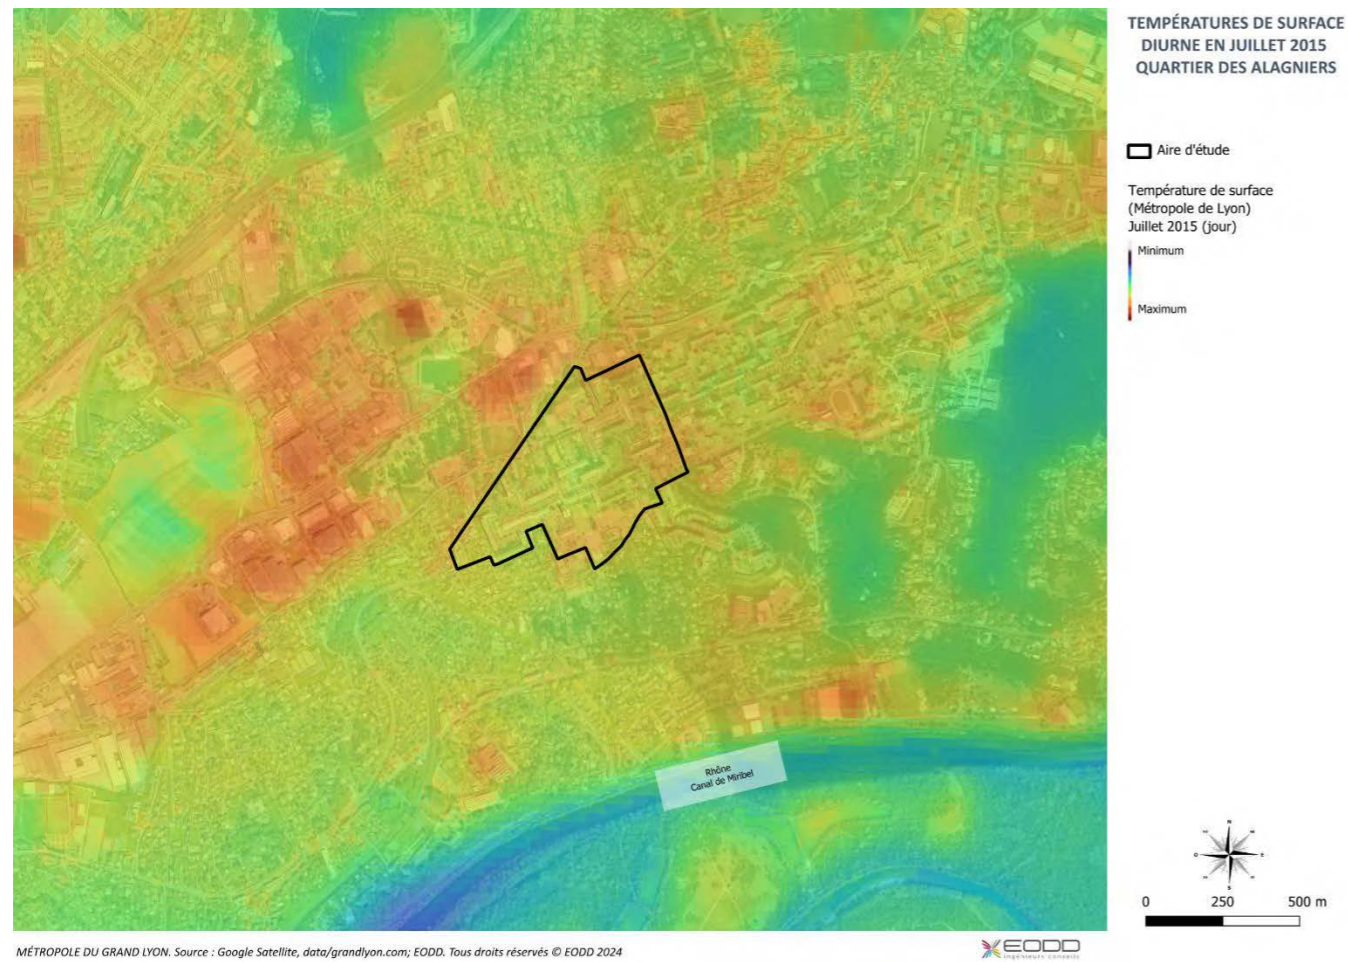 TEMPÉRATURES DE SURFACE
DIURNE EN JUILLET 2015
QUARTIER DES ALAGNIERS
Aire d'étude
Température de surface
(Métropole de Lyon)
Juillet 2015 (jour)
Minimum
Maximum
Rhône
Canal de Miribel
N
O
E
S
0 250 500 m
MÉTROPOLE DU GRAND LYON. Source : Google Satellite, data/grandlyon.com; EODD. Tous droits réservés © EODD 2024
EODD
ingénieurs conseils